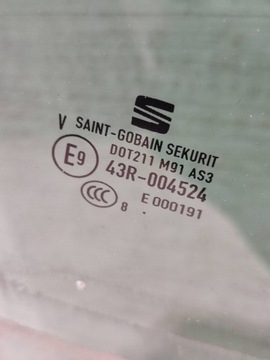 V SAINT-GOBAIN SEKURIT
E9 DOT211 M91 AS3
43R-004524
CCC 8 E 000191